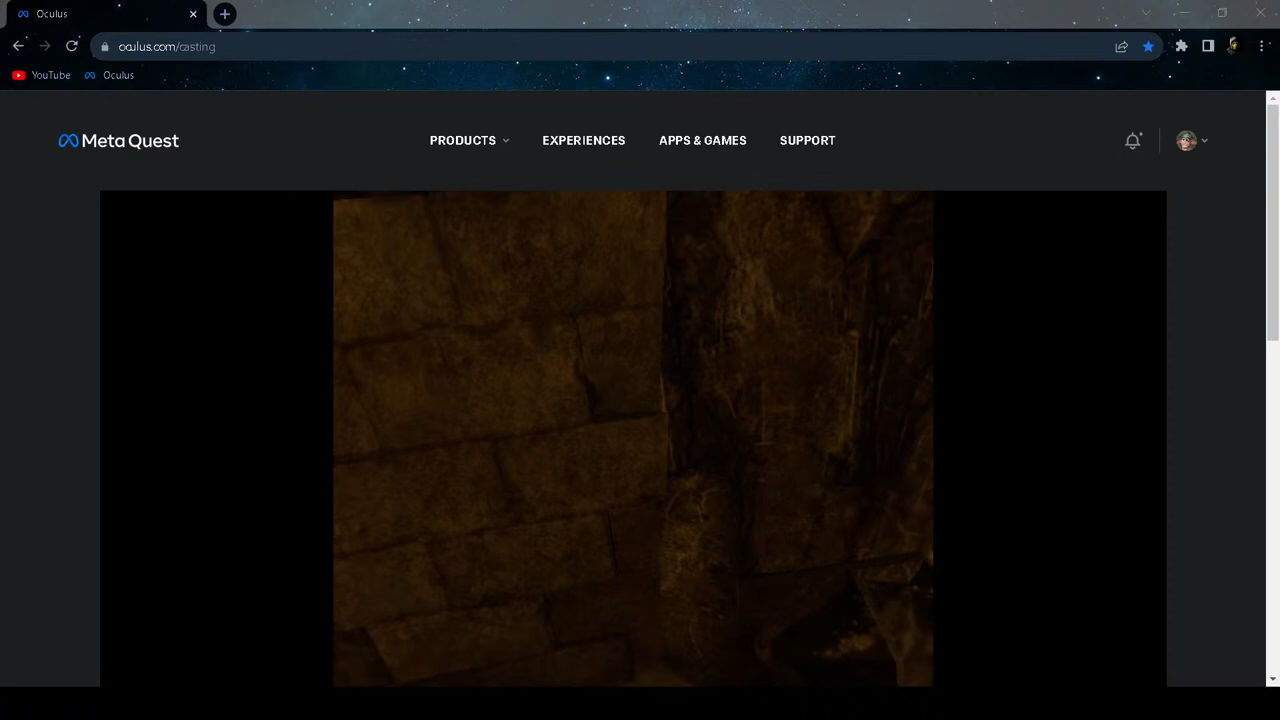 Oculus
oculus.com/casting
YouTube
Oculus
Meta Quest
PRODUCTS
EXPERIENCES
APPS & GAMES
SUPPORT